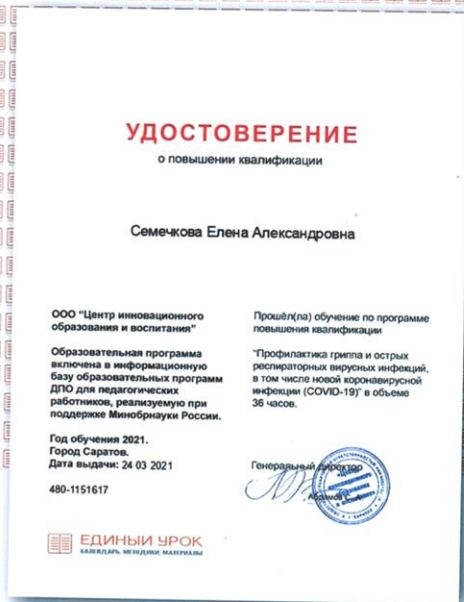 УДОСТОВЕРЕНИЕ
о повышении квалификации
Семечкова Елена Александровна
ООО "Центр инновационного
образования и воспитания"
Образовательная программа
включена в информационную
базу образовательных программ
ДПО для педагогических
работников, реализуемую при
поддержке Минобрнауки России.
Год обучения 2021.
Город Саратов.
Дата выдачи: 24 03 2021
480-1151617
Прошёл(ла) обучение по программе
повышения квалификации
"Профилактика гриппа и острых
респираторных вирусных инфекций,
в том числе новой коронавирусной
инфекции (COVID-19)" в объеме
36 часов.
Генеральный директор
Абрамов С.А.
ЕДИНЫЙ УРОК
КАЛЕНДАРЬ, МЕТОДИКИ, МАТЕРИАЛЫ